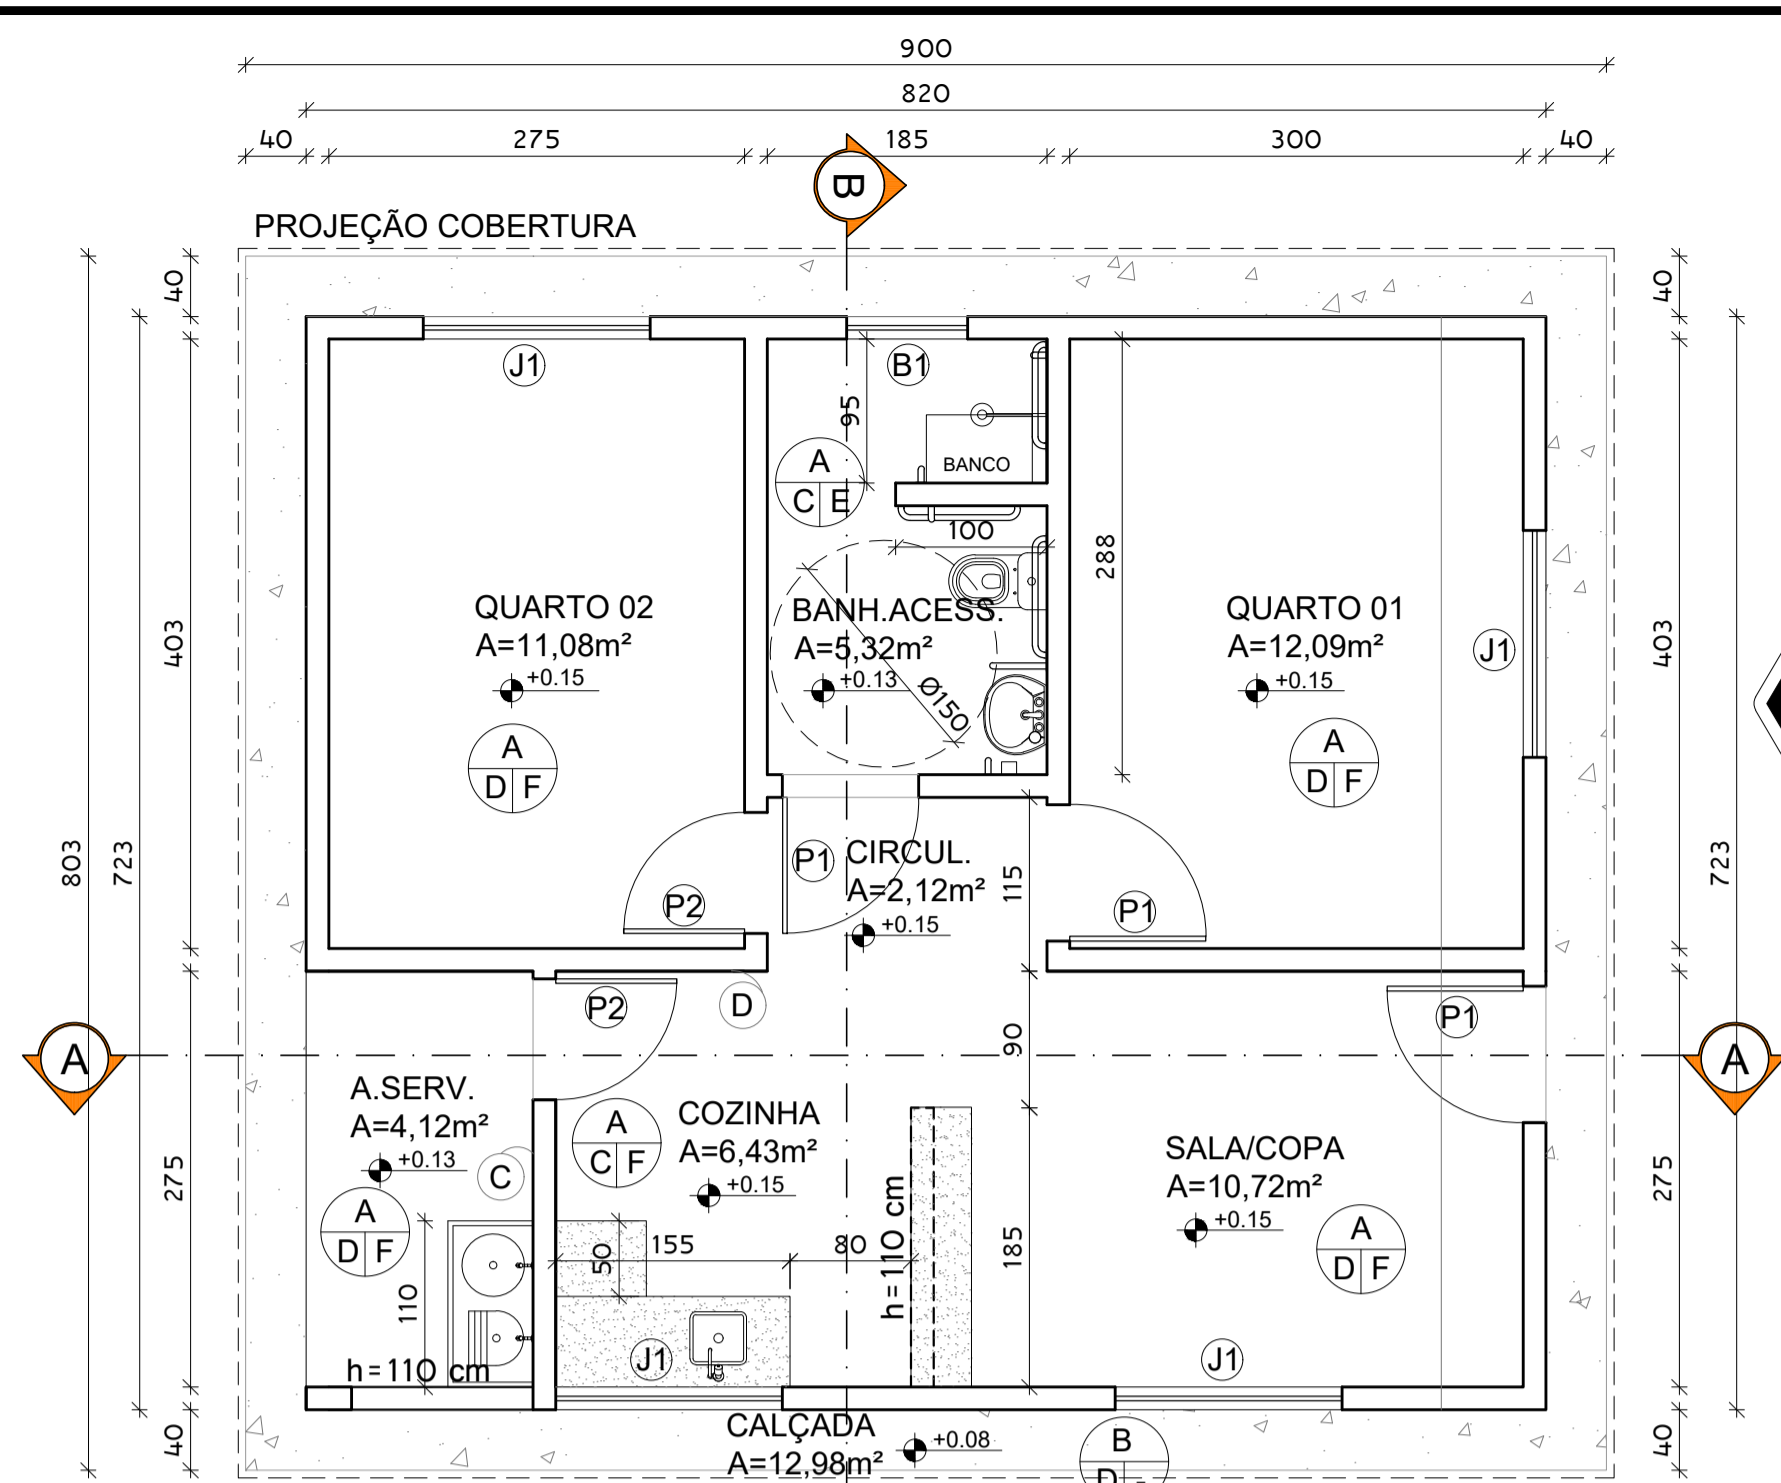 900
820
40 275 185 300 40
B
PROJEÇÃO COBERTURA
40
40
J1
B1
95
BANCO
A
C E
100
288
403
403
803
723
723
QUARTO 02
A=11,08m²
+0.15
A
D F
BANH.ACESS.
A=5,32m²
+0.13
Ø150
QUARTO 01
A=12,09m²
+0.15
J1
A
D F
P1
CIRCUL.
A=2,12m²
+0.15
115
P2
P1
P2
D
90
P1
A
A
A.SERV.
A=4,12m²
+0.13
C
A
D F
COZINHA
A=6,43m²
+0.15
A
C F
SALA/COPA
A=10,72m²
+0.15
A
D F
275
275
155
50
80
h=110 cm
185
110
h=110 cm
J1
J1
CALÇADA
A=12,98m²
+0.08
B
D
40
40